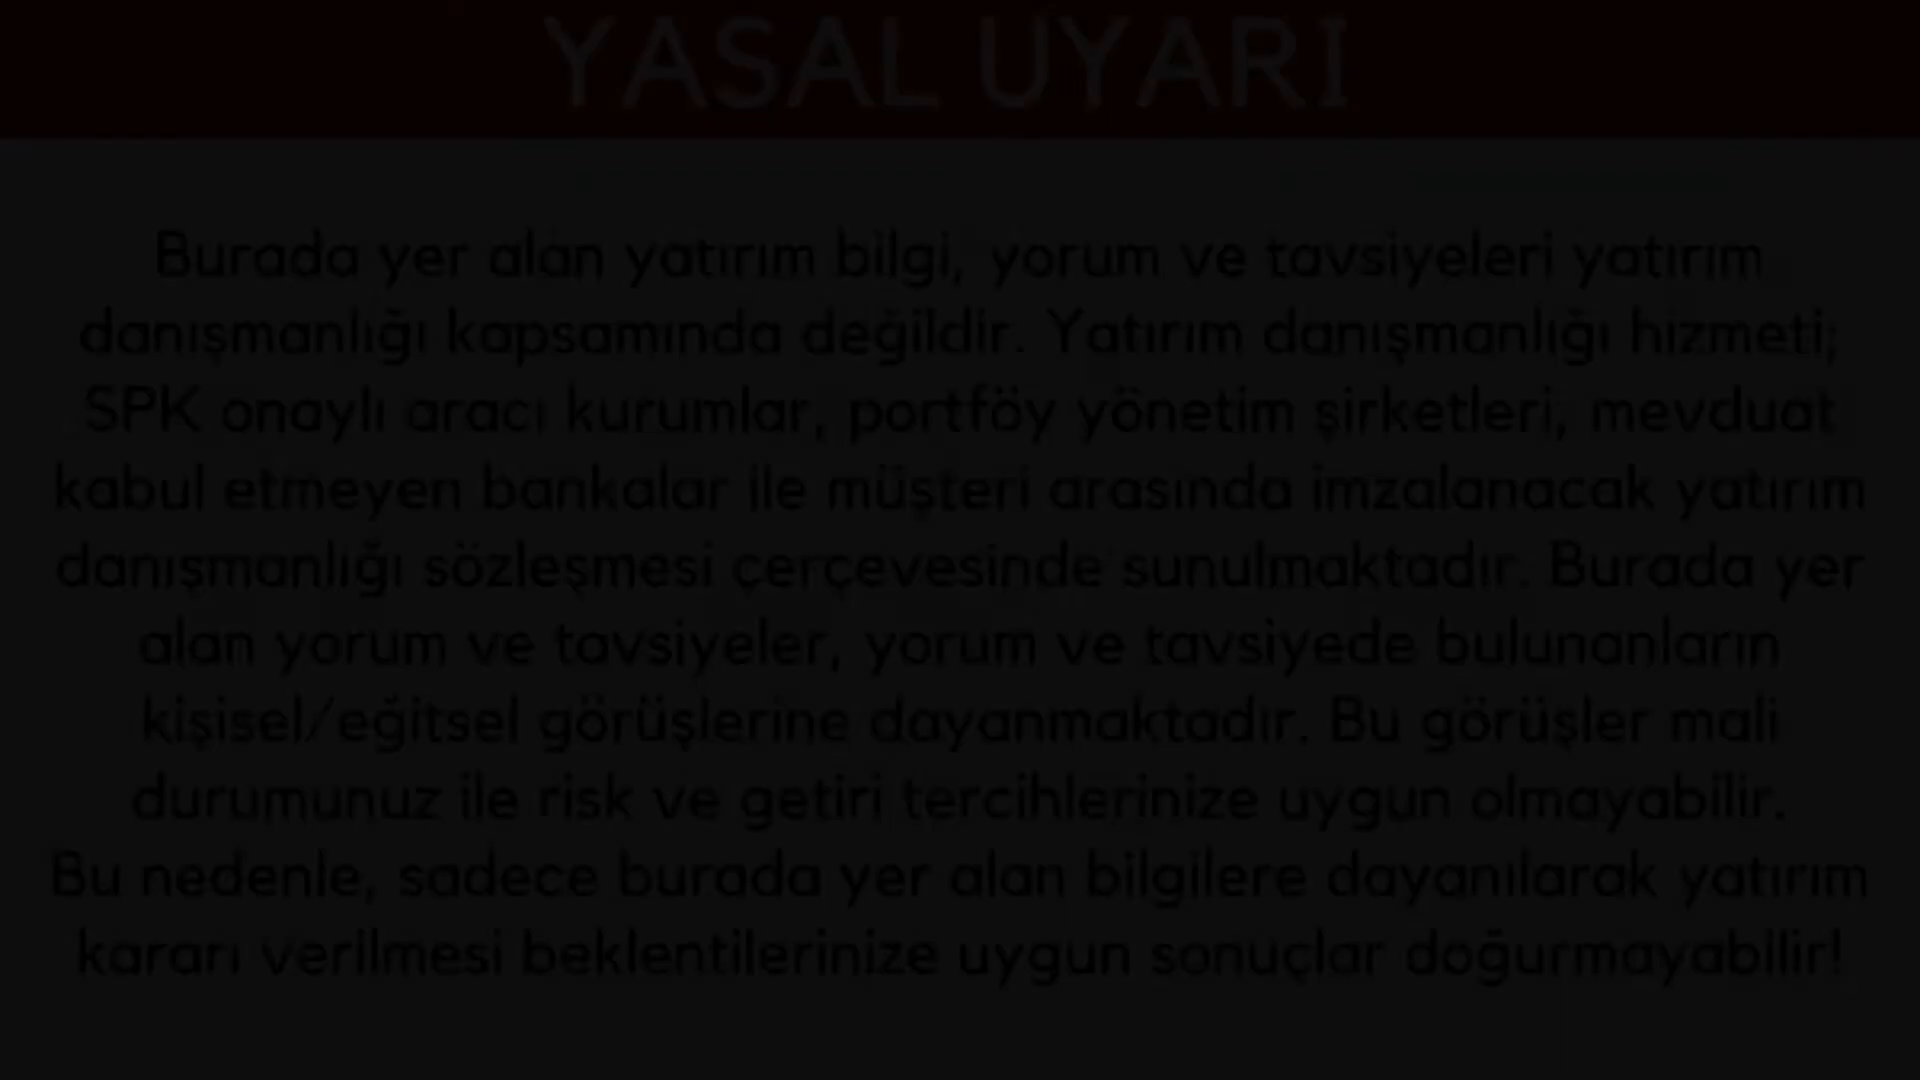 YASAL UYARI
Burada yer alan yatırım bilgi, yorum ve tavsiyeleri yatırım
danışmanlığı kapsamında değildir. Yatırım danışmanlığı hizmeti;
SPK onaylı aracı kurumlar, portföy yönetim şirketleri, mevduat
kabul etmeyen bankalar ile müşteri arasında imzalanacak yatırım
danışmanlığı sözleşmesi çerçevesinde sunulmaktadır. Burada yer
alan yorum ve tavsiyeler, yorum ve tavsiyede bulunanların
kişisel/eğitsel görüşlerine dayanmaktadır. Bu görüşler mali
durumunuz ile risk ve getiri tercihlerinize uygun olmayabilir.
Bu nedenle, sadece burada yer alan bilgilere dayanılarak yatırım
kararı verilmesi beklentilerinize uygun sonuçlar doğurmayabilir!